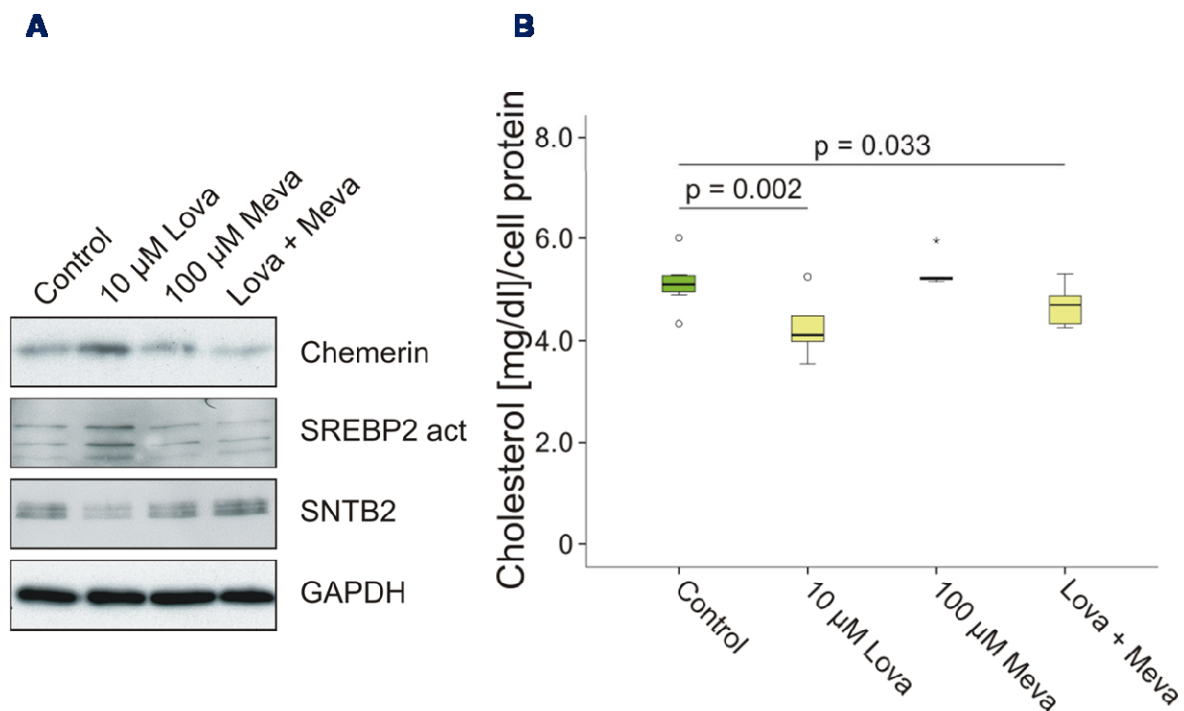 A
B
Control
10 µM Lova
100 µM Meva
Lova + Meva
Chemerin
SREBP2 act
SNTB2
GAPDH
Cholesterol [mg/dl]/cell protein
8.0
6.0
4.0
2.0
0
p = 0.033
p = 0.002
Control
10 µM Lova
100 µM Meva
Lova + Meva